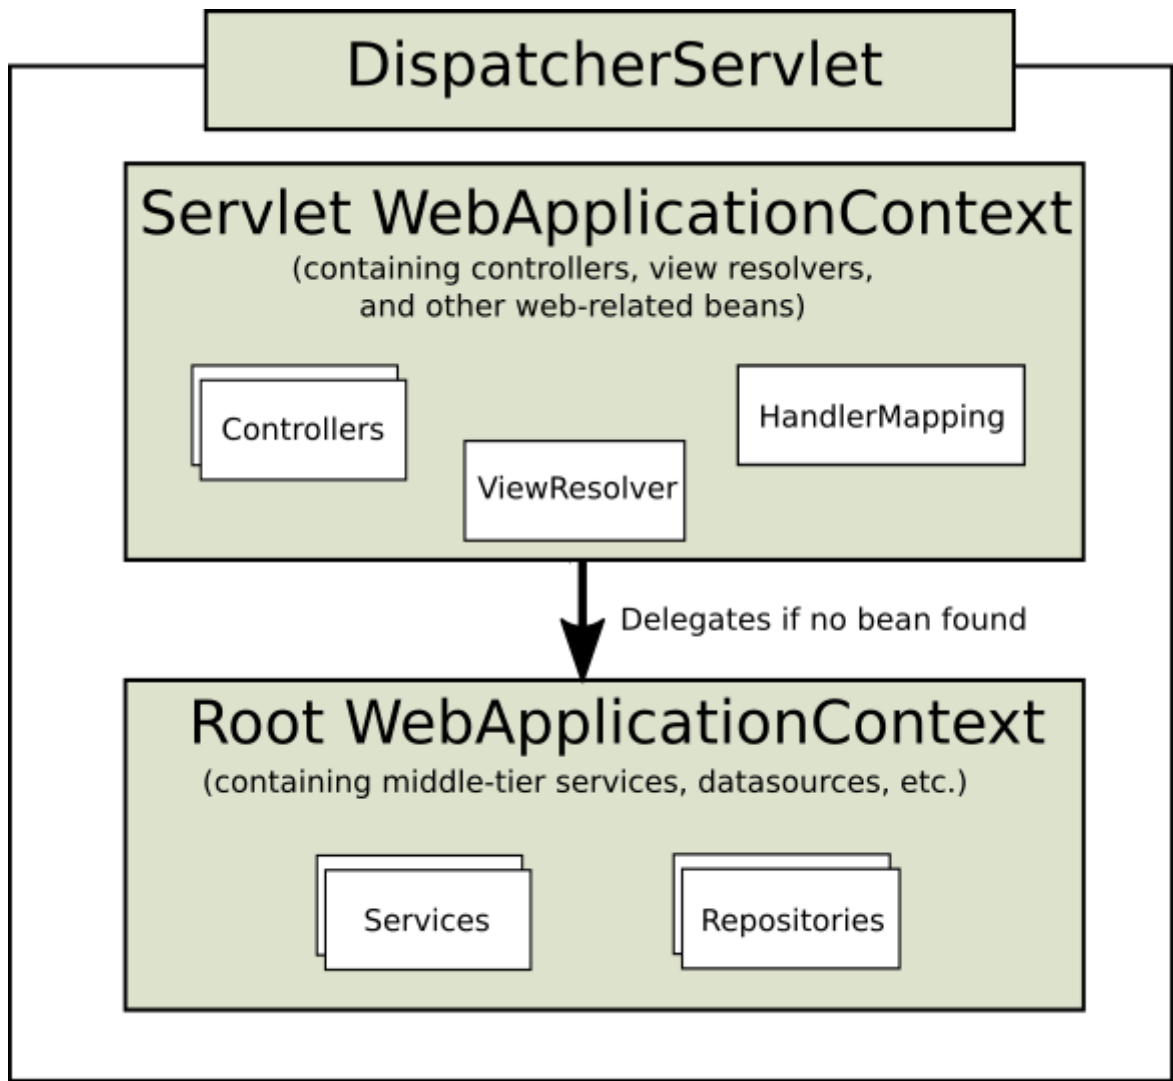 DispatcherServlet
Servlet WebApplicationContext
(containing controllers, view resolvers,
and other web-related beans)
Controllers
HandlerMapping
ViewResolver
Delegates if no bean found
Root WebApplicationContext
(containing middle-tier services, datasources, etc.)
Services
Repositories